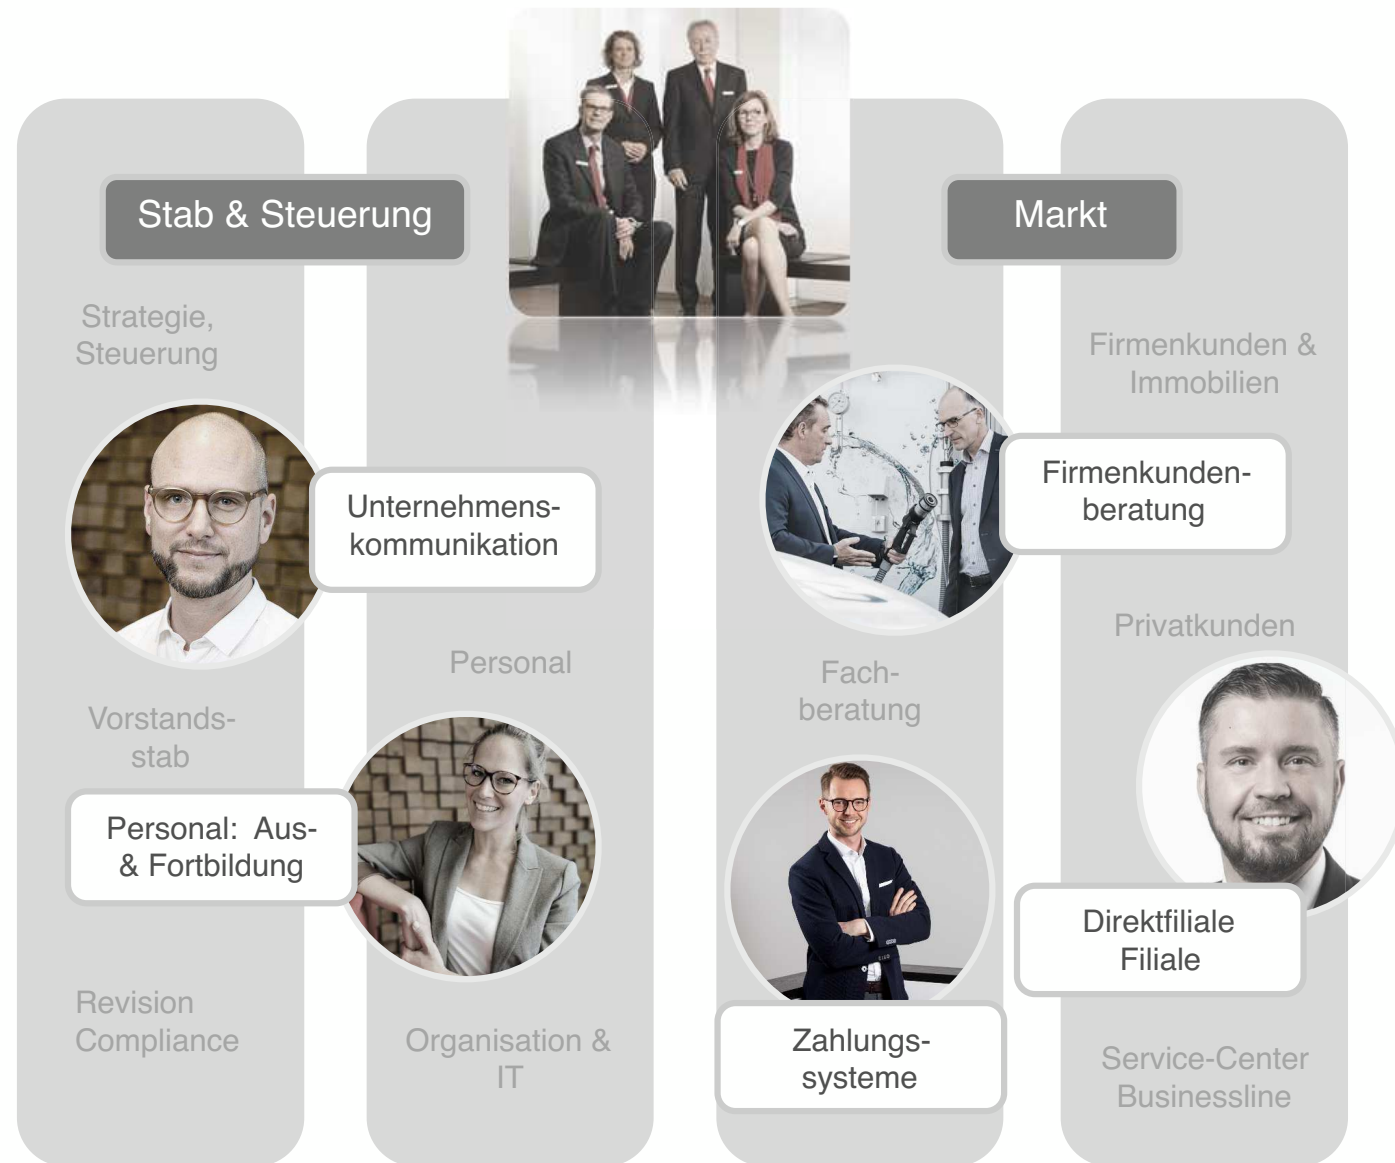 Stab & Steuerung
Markt
Strategie,
Steuerung
Firmenkunden &
Immobilien
Unternehmens-
kommunikation
Firmenkunden-
beratung
Personal
Privatkunden
Fach-
beratung
Vorstands-
stab
Personal:  Aus-
& Fortbildung
Direktfiliale
Filiale
Revision
Compliance
Organisation &
IT
Zahlungs-
systeme
Service-Center
Businessline